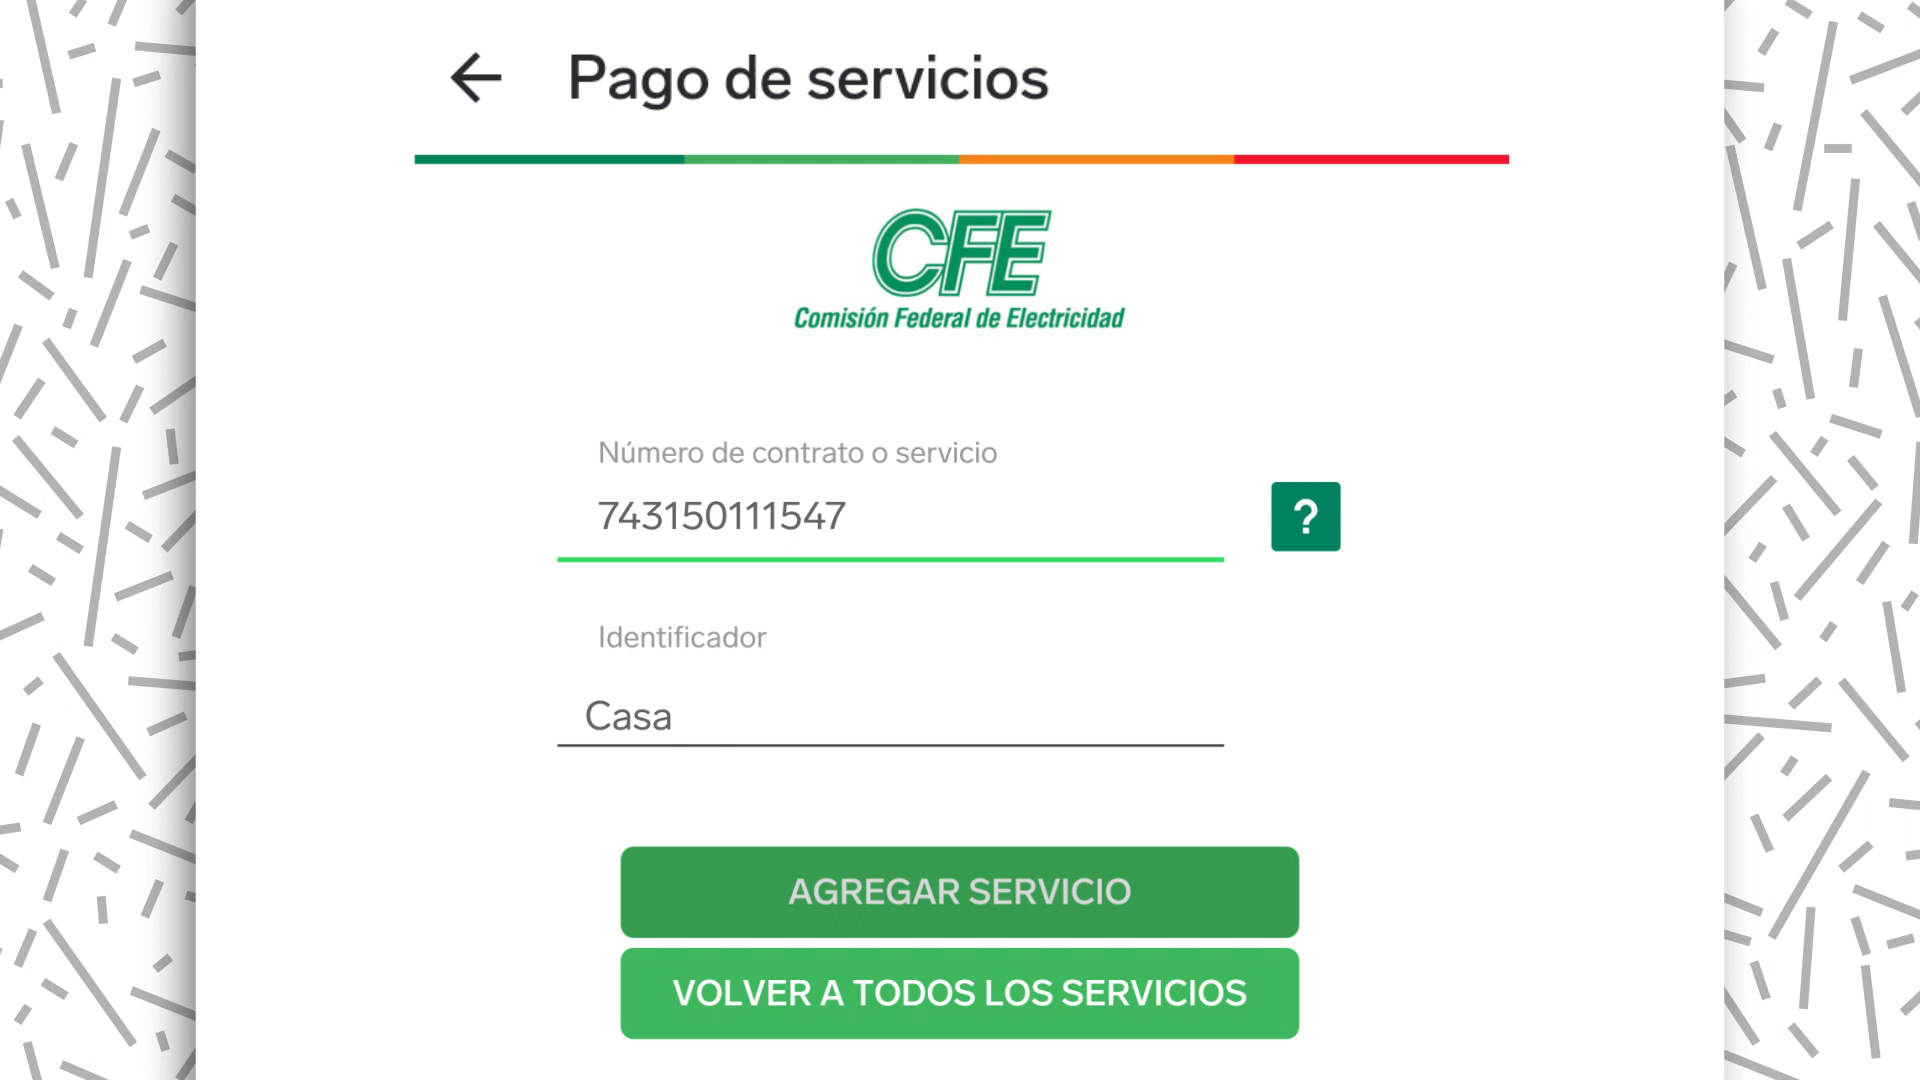 Pago de servicios
CFE
Comisión Federal de Electricidad
Número de contrato o servicio
743150111547
?
Identificador
Casa
AGREGAR SERVICIO
VOLVER A TODOS LOS SERVICIOS